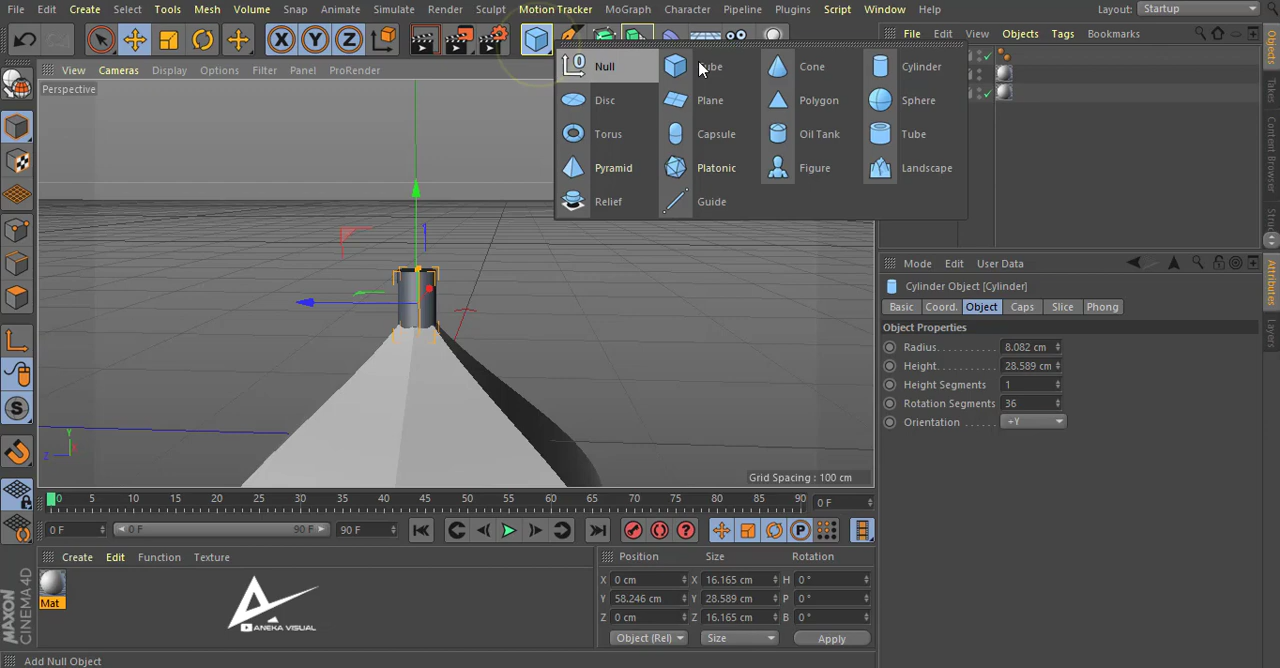 File Edit Create Select Tools Mesh Volume Snap Animate Simulate Render Sculpt Motion Tracker MoGraph Character Pipeline Plugins Script Window Help Layout: Startup
File Edit View Objects Tags Bookmarks
View Cameras Display Options Filter Panel ProRender
Perspective
Null Cube Cone Cylinder
Disc Plane Polygon Sphere
Torus Capsule Oil Tank Tube
Pyramid Platonic Figure Landscape
Relief Guide
Objects
Takes
Content Browser
Structure
Mode Edit User Data
Cylinder Object [Cylinder]
Basic Coord. Object Caps Slice Phong
Object Properties
Radius 8.082 cm
Height 28.589 cm
Height Segments 1
Rotation Segments 36
Orientation +Y
Attributes
Layers
Y
Z X
Grid Spacing : 100 cm
0 5 10 15 20 25 30 35 40 45 50 55 60 65 70 75 80 85 90 0 F
0 F 0 F 90 F 90 F
Create Edit Function Texture
Mat
ANEKA VISUAL
Position Size Rotation
X 0 cm X 16.165 cm H 0 °
Y 58.246 cm Y 28.589 cm P 0 °
Z 0 cm Z 16.165 cm B 0 °
Object (Rel) Size Apply
MAXON CINEMA 4D
Add Null Object